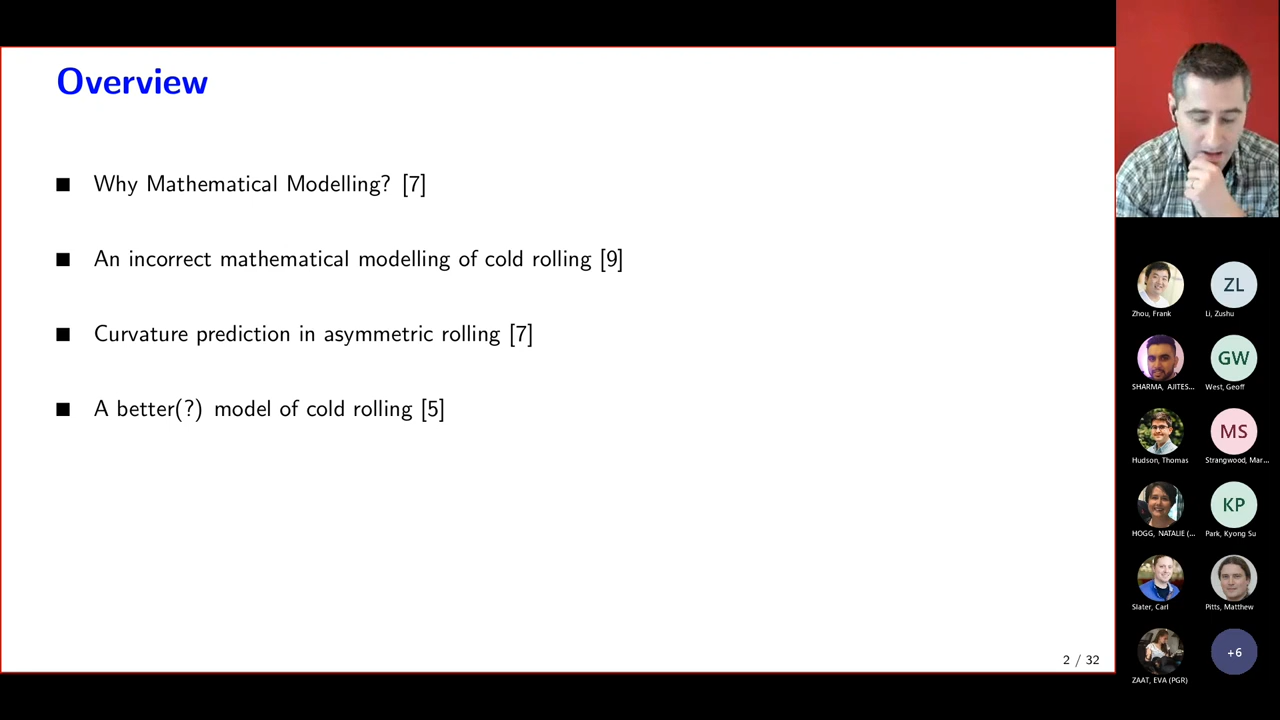 Overview
Why Mathematical Modelling? [7]
An incorrect mathematical modelling of cold rolling [9]
Curvature prediction in asymmetric rolling [7]
A better(?) model of cold rolling [5]
2 / 32
Zhou, Frank
ZL
Li, Zushu
SHARMA, AJITES...
GW
West, Geoff
Hudson, Thomas
MS
Strangwood, Mar...
HOGG, NATALIE (...
KP
Park, Kyong Su
Slater, Carl
Pitts, Matthew
ZAAT, EVA (PGR)
+6